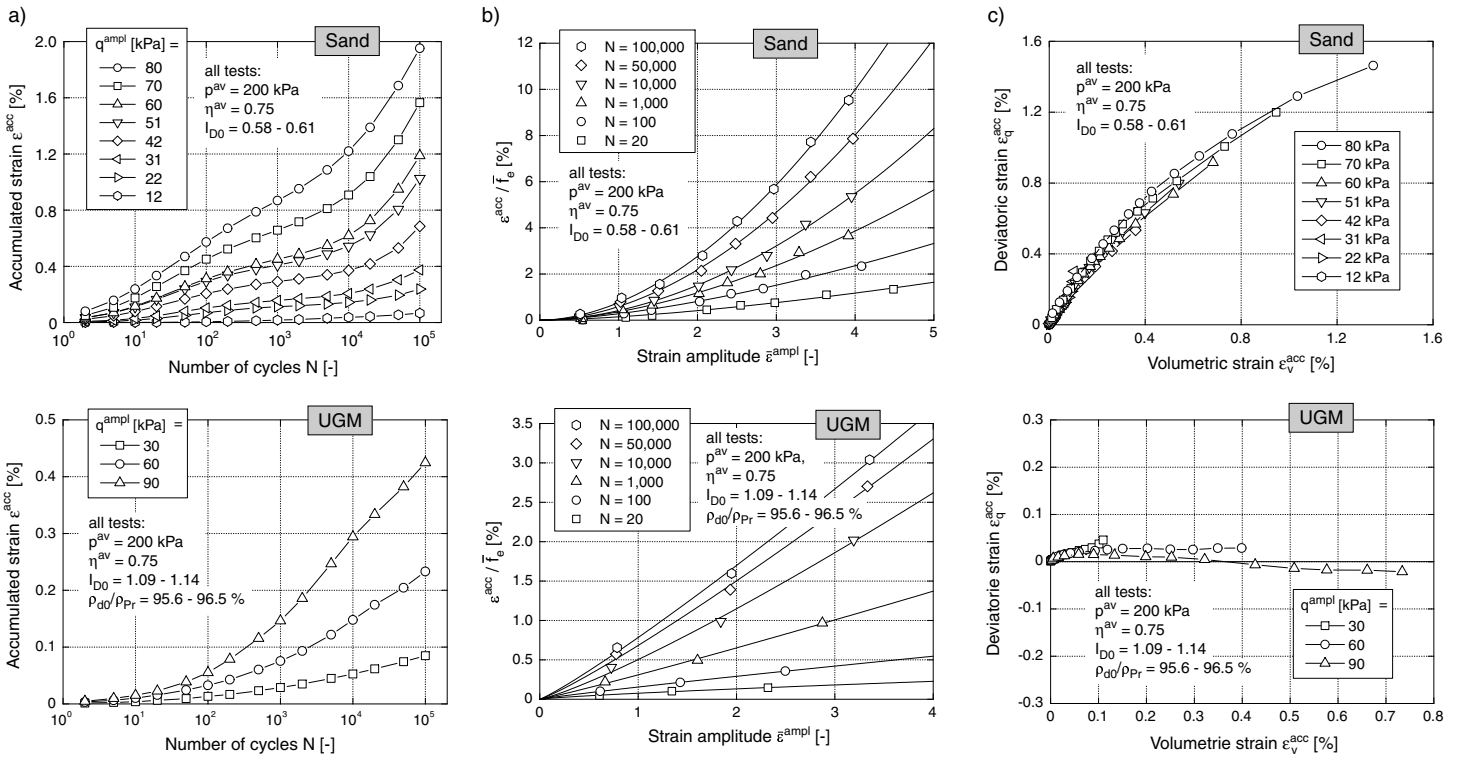 a)
Sand
q^ampl [kPa] =
80
70
60
51
42
31
22
12
all tests:
p^av = 200 kPa
η^av = 0.75
I_D0 = 0.58 - 0.61
Accumulated strain ε^acc [%]
2.0
1.6
1.2
0.8
0.4
0
10^0 10^1 10^2 10^3 10^4 10^5
Number of cycles N [-]
b)
Sand
N = 100,000
N = 50,000
N = 10,000
N = 1,000
N = 100
N = 20
all tests:
p^av = 200 kPa
η^av = 0.75
I_D0 = 0.58 - 0.61
ε^acc / f̅_e [%]
12
10
8
6
4
2
0
0 1 2 3 4 5
Strain amplitude ε̅^ampl [-]
c)
Sand
all tests:
p^av = 200 kPa
η^av = 0.75
I_D0 = 0.58 - 0.61
80 kPa
70 kPa
60 kPa
51 kPa
42 kPa
31 kPa
22 kPa
12 kPa
Deviatoric strain ε_q^acc [%]
1.6
1.2
0.8
0.4
0
0 0.4 0.8 1.2 1.6
Volumetric strain ε_v^acc [%]
UGM
q^ampl [kPa] =
30
60
90
all tests:
p^av = 200 kPa
η^av = 0.75
I_D0 = 1.09 - 1.14
ρ_d0/ρ_Pr = 95.6 - 96.5 %
Accumulated strain ε^acc [%]
0.5
0.4
0.3
0.2
0.1
0
10^0 10^1 10^2 10^3 10^4 10^5
Number of cycles N [-]
UGM
N = 100,000
N = 50,000
N = 10,000
N = 1,000
N = 100
N = 20
all tests:
p^av = 200 kPa,
η^av = 0.75
I_D0 = 1.09 - 1.14
ρ_d0/ρ_Pr = 95.6 - 96.5 %
ε^acc / f̅_e [%]
3.5
3.0
2.5
2.0
1.5
1.0
0.5
0.0
0 1 2 3 4
Strain amplitude ε̅^ampl [-]
UGM
Deviatorie strain ε_q^acc [%]
0.3
0.2
0.1
0
-0.1
-0.2
-0.3
all tests:
p^av = 200 kPa
η^av = 0.75
I_D0 = 1.09 - 1.14
ρ_d0/ρ_Pr = 95.6 - 96.5 %
q^ampl [kPa] =
30
60
90
0 0.1 0.2 0.3 0.4 0.5 0.6 0.7 0.8
Volumetrie strain ε_v^acc [%]